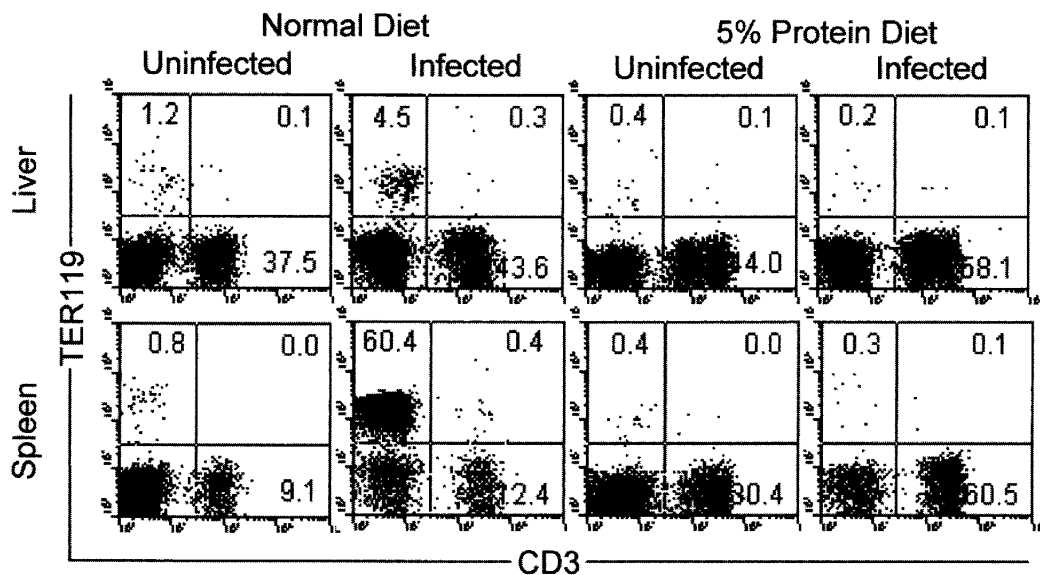 Normal Diet
5% Protein Diet
Uninfected
Infected
Uninfected
Infected
Liver
1.2
0.1
4.5
0.3
0.4
0.1
0.2
0.1
37.5
43.6
44.0
58.1
TER119
Spleen
0.8
0.0
60.4
0.4
0.4
0.0
0.3
0.1
9.1
12.4
30.4
60.5
CD3